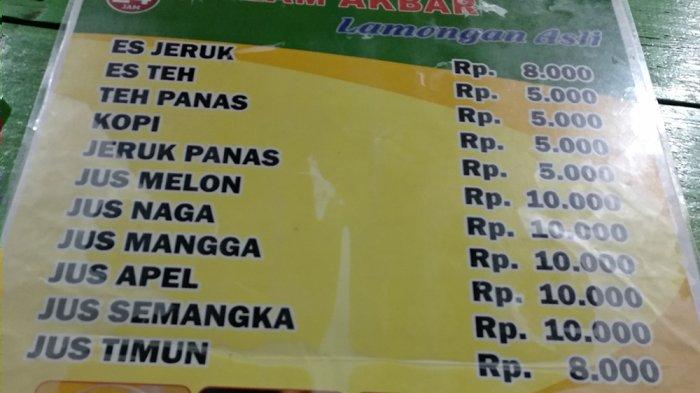 JAM
AKBAR
Lamongan Asli
ES JERUK Rp. 8.000
ES TEH Rp. 5.000
TEH PANAS Rp. 5.000
KOPI Rp. 5.000
JERUK PANAS Rp. 5.000
JUS MELON Rp. 10.000
JUS NAGA Rp. 10.000
JUS MANGGA Rp. 10.000
JUS APEL Rp. 10.000
JUS SEMANGKA Rp. 10.000
JUS TIMUN Rp. 8.000